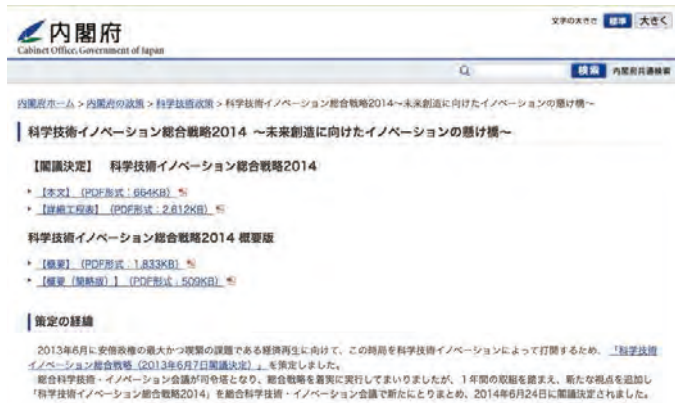 内閣府
Cabinet Office, Government of Japan
文字の大きさ 標準 大きく
検索 内閣府共通検索
内閣府ホーム > 内閣府の政策 > 科学技術政策 > 科学技術イノベーション総合戦略2014~未来創造に向けたイノベーションの懸け橋~
科学技術イノベーション総合戦略2014 ~未来創造に向けたイノベーションの懸け橋~
【閣議決定】 科学技術イノベーション総合戦略2014
【本文】(PDF形式:664KB)
【詳細工程表】(PDF形式:2,612KB)
科学技術イノベーション総合戦略2014 概要版
【概要】(PDF形式:1,833KB)
【概要(簡略版)】(PDF形式:509KB)
策定の経緯
2013年6月に安倍政権の最大かつ喫緊の課題である経済再生に向けて、この時局を科学技術イノベーションによって打開するため、「科学技術
イノベーション総合戦略(2013年6月7日閣議決定)」を策定しました。
総合科学技術・イノベーション会議が司令塔となり、総合戦略を着実に実行してまいりましたが、1年間の取組を踏まえ、新たな視点を追加し
「科学技術イノベーション総合戦略2014」を総合科学技術・イノベーション会議で新たにとりまとめ、2014年6月24日に閣議決定されました。